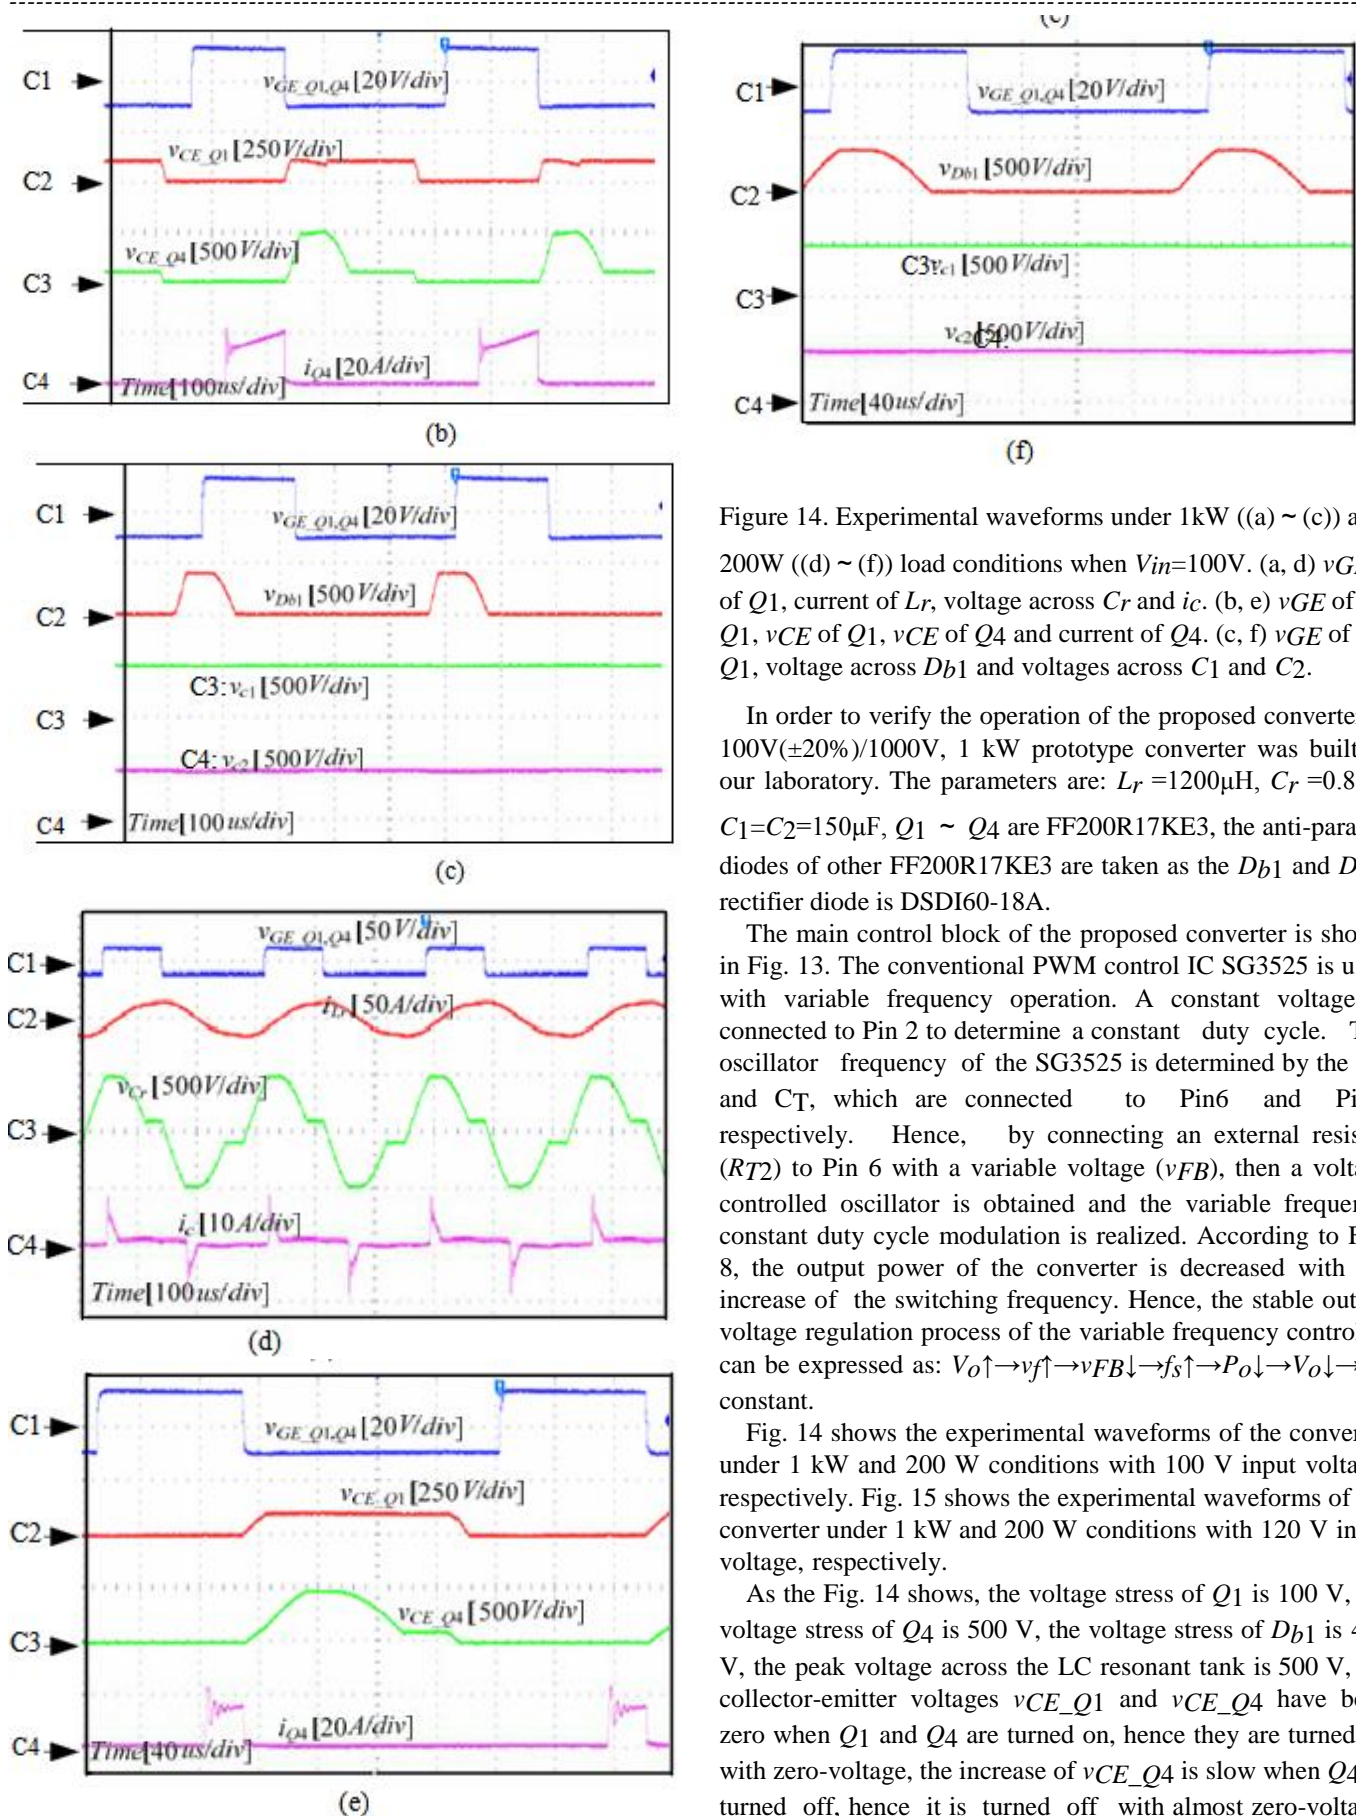 C1
vGE_Q1,Q4 [20V/div]
vCE_Q1 [250V/div]
C2
vCE_Q4 [500V/div]
C3
iQ4 [20A/div]
C4
Time[100us/div]
(b)
C1
vGE_Q1,Q4 [20V/div]
vDb1 [500V/div]
C2
C3: vc1 [500V/div]
C3
C4: vc2 [500V/div]
C4
Time[100us/div]
(c)
vGE_Q1,Q4 [50V/div]
C1
C2
iLr [50A/div]
vCr [500V/div]
C3
ic [10A/div]
C4
Time[100us/div]
(d)
C1
vGE_Q1,Q4 [20V/div]
vCE_Q1 [250V/div]
C2
vCE_Q4 [500V/div]
C3
iQ4 [20A/div]
C4
Time[40us/div]
(e)
C1
vGE_Q1,Q4 [20V/div]
vDb1 [500V/div]
C2
C3: vc1 [500V/div]
C3
vc2 [500V/div]
C4:
C4
Time[40us/div]
(f)
Figure 14. Experimental waveforms under 1kW ((a) ~ (c)) a
200W ((d) ~ (f)) load conditions when Vin=100V. (a, d) vG
of Q1, current of Lr, voltage across Cr and ic. (b, e) vGE of
Q1, vCE of Q1, vCE of Q4 and current of Q4. (c, f) vGE of
Q1, voltage across Db1 and voltages across C1 and C2.
In order to verify the operation of the proposed converter
100V(±20%)/1000V, 1 kW prototype converter was built
our laboratory. The parameters are: Lr =1200μH, Cr =0.8
C1=C2=150μF, Q1 ~ Q4 are FF200R17KE3, the anti-para
diodes of other FF200R17KE3 are taken as the Db1 and D
rectifier diode is DSDI60-18A.
The main control block of the proposed converter is sho
in Fig. 13. The conventional PWM control IC SG3525 is u
with variable frequency operation. A constant voltage
connected to Pin 2 to determine a constant duty cycle. T
oscillator frequency of the SG3525 is determined by the
and CT, which are connected to Pin6 and Pi
respectively. Hence, by connecting an external resis
(RT2) to Pin 6 with a variable voltage (vFB), then a volta
controlled oscillator is obtained and the variable frequen
constant duty cycle modulation is realized. According to F
8, the output power of the converter is decreased with
increase of the switching frequency. Hence, the stable out
voltage regulation process of the variable frequency control
can be expressed as: Vo↑→vf↑→vFB↓→fs↑→Po↓→Vo↓→
constant.
Fig. 14 shows the experimental waveforms of the conver
under 1 kW and 200 W conditions with 100 V input volta
respectively. Fig. 15 shows the experimental waveforms of
converter under 1 kW and 200 W conditions with 120 V in
voltage, respectively.
As the Fig. 14 shows, the voltage stress of Q1 is 100 V,
voltage stress of Q4 is 500 V, the voltage stress of Db1 is 4
V, the peak voltage across the LC resonant tank is 500 V,
collector-emitter voltages vCE_Q1 and vCE_Q4 have be
zero when Q1 and Q4 are turned on, hence they are turned
with zero-voltage, the increase of vCE_Q4 is slow when Q4
turned off, hence it is turned off with almost zero-volta